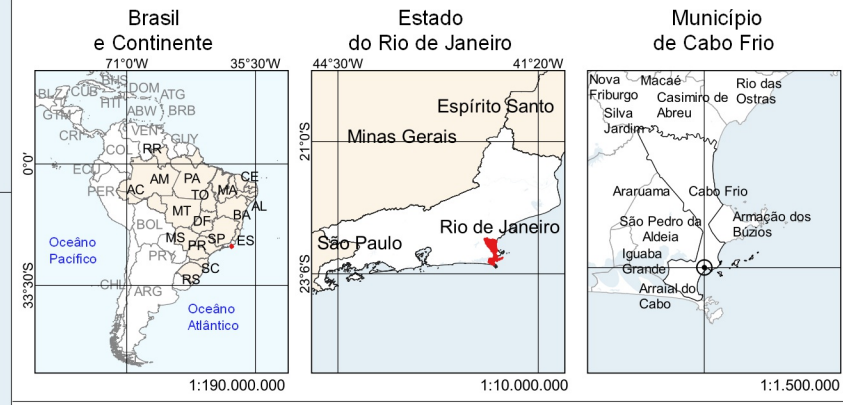 Brasil
e Continente
71°0'W
35°30'W
0°0'
33°30'S
BHS
DOM
ATG
BLZ
CUB
HTI
GTM
ABW
BRB
CRI
VEN
GUY
COL
RR
ECU
AM
PA
CE
PER
AC
TO
MA
AL
MT
BA
BOL
DF
MS
SP
ES
PR
PRY
SC
CHL
RS
ARG
Oceâno
Pacífico
Oceâno
Atlântico
1:190.000.000
Estado
do Rio de Janeiro
44°30'W
41°20'W
21°0'S
23°6'S
Espírito Santo
Minas Gerais
Rio de Janeiro
São Paulo
1:10.000.000
Município
de Cabo Frio
Nova
Friburgo
Macaé
Rio das
Ostras
Casimiro de
Abreu
Silva
Jardim
Araruama
Cabo Frio
São Pedro da
Aldeia
Armação dos
Búzios
Iguaba
Grande
Arraial do
Cabo
1:1.500.000